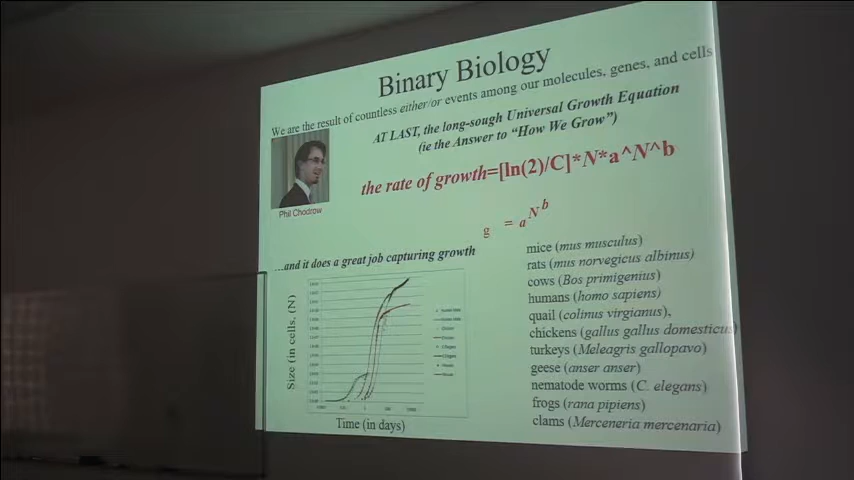 Binary Biology
We are the result of countless either/or events among our molecules, genes, and cells
AT LAST, the long-sough Universal Growth Equation
(ie the Answer to “How We Grow”)
the rate of growth=[ln(2)/C]*N*a^N^b
Phil Chodrow
g = a^N^b
...and it does a great job capturing growth
mice (mus musculus)
rats (mus norvegicus albinus)
cows (Bos primigenius)
humans (homo sapiens)
quail (colinus virgianus),
chickens (gallus gallus domesticus)
turkeys (Meleagris gallopavo)
geese (anser anser)
nematode worms (C. elegans)
frogs (rana pipiens)
clams (Merceneria mercenaria)
Size (in cells, (N)
Time (in days)